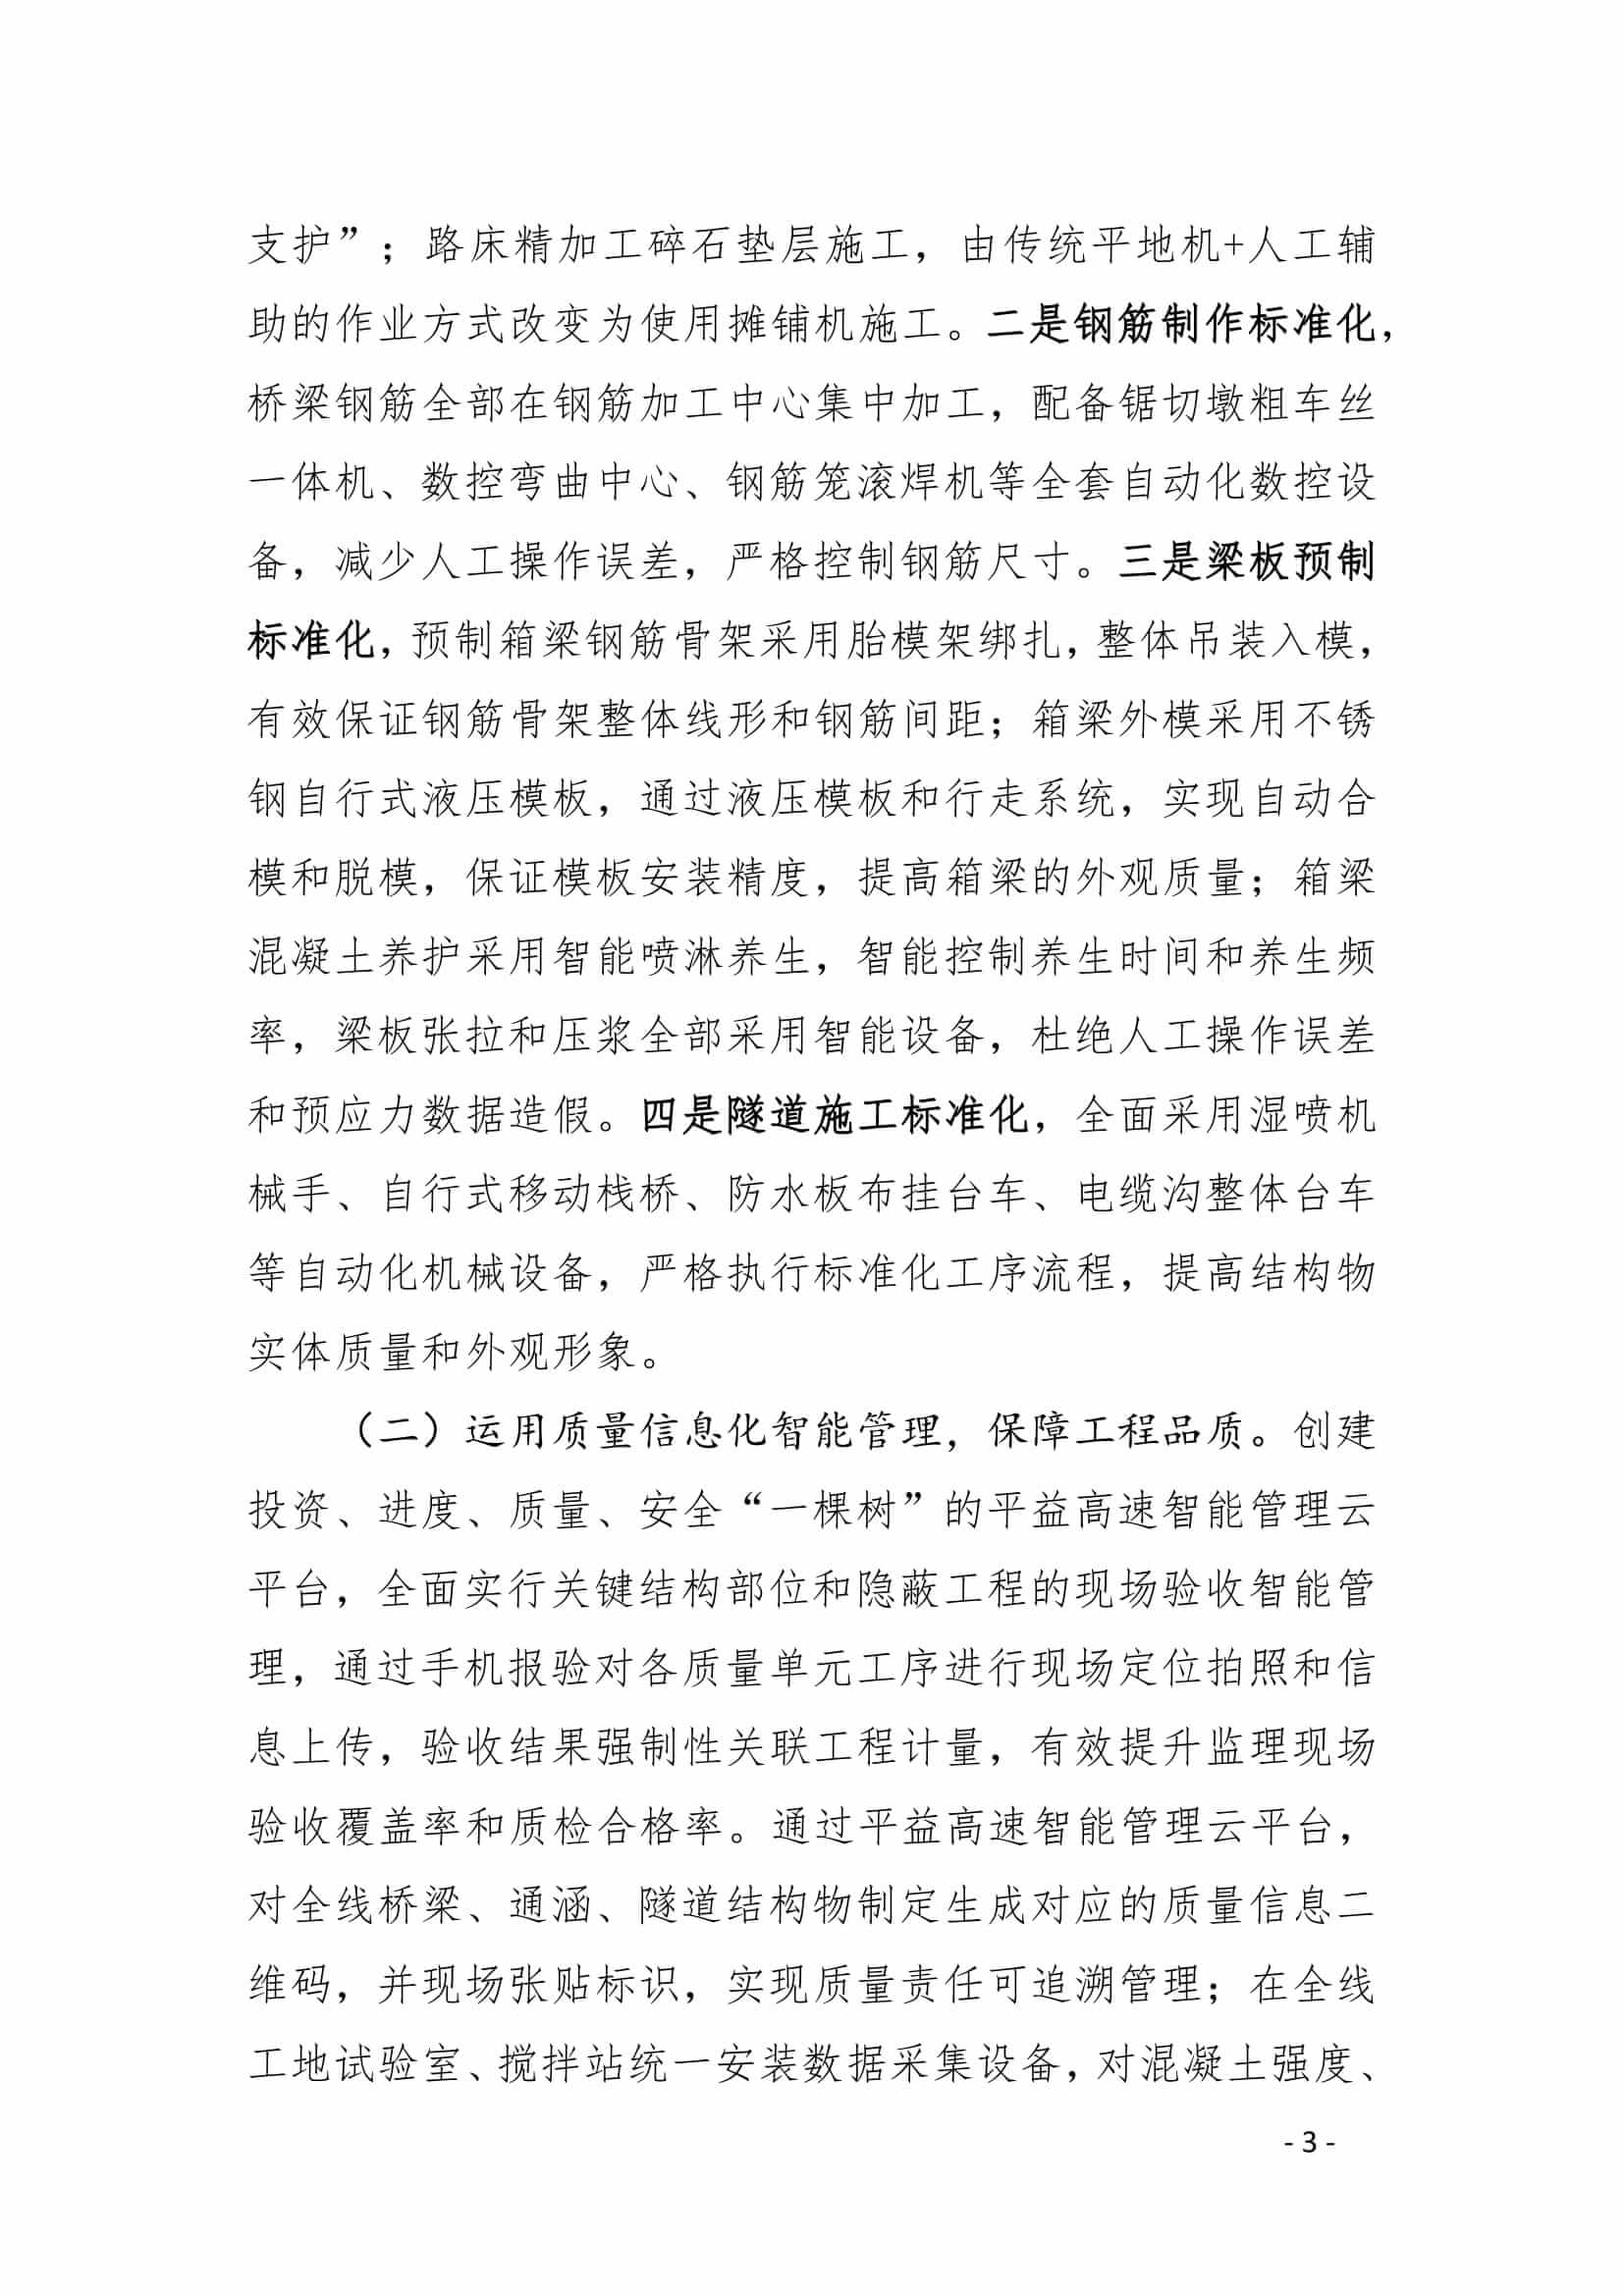 支护”；路床精加工碎石垫层施工，由传统平地机+人工辅
助的作业方式改变为使用摊铺机施工。二是钢筋制作标准化，
桥梁钢筋全部在钢筋加工中心集中加工，配备锯切墩粗车丝
一体机、数控弯曲中心、钢筋笼滚焊机等全套自动化数控设
备，减少人工操作误差，严格控制钢筋尺寸。三是梁板预制
标准化，预制箱梁钢筋骨架采用胎模架绑扎，整体吊装入模，
有效保证钢筋骨架整体线形和钢筋间距；箱梁外模采用不锈
钢自行式液压模板，通过液压模板和行走系统，实现自动合
模和脱模，保证模板安装精度，提高箱梁的外观质量；箱梁
混凝土养护采用智能喷淋养生，智能控制养生时间和养生频
率，梁板张拉和压浆全部采用智能设备，杜绝人工操作误差
和预应力数据造假。四是隧道施工标准化，全面采用湿喷机
械手、自行式移动栈桥、防水板布挂台车、电缆沟整体台车
等自动化机械设备，严格执行标准化工序流程，提高结构物
实体质量和外观形象。
（二）运用质量信息化智能管理，保障工程品质。创建
投资、进度、质量、安全“一棵树”的平益高速智能管理云
平台，全面实行关键结构部位和隐蔽工程的现场验收智能管
理，通过手机报验对各质量单元工序进行现场定位拍照和信
息上传，验收结果强制性关联工程计量，有效提升监理现场
验收覆盖率和质检合格率。通过平益高速智能管理云平台，
对全线桥梁、通涵、隧道结构物制定生成对应的质量信息二
维码，并现场张贴标识，实现质量责任可追溯管理；在全线
工地试验室、搅拌站统一安装数据采集设备，对混凝土强度、
- 3 -